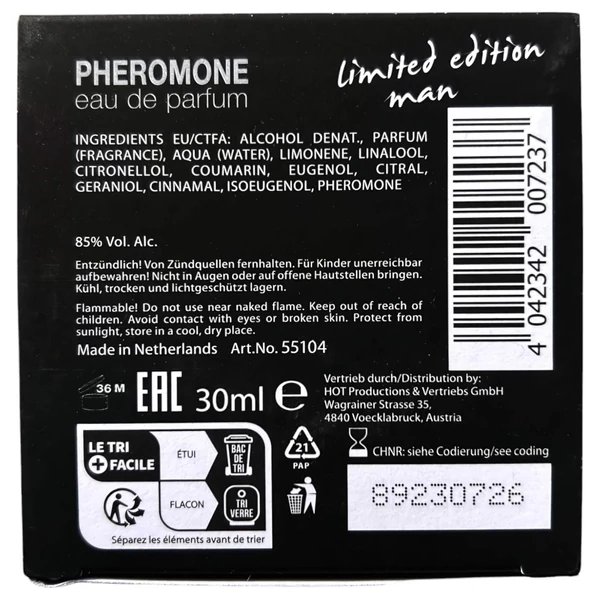 PHEROMONE
eau de parfum
limited edition
man
INGREDIENTS EU/CTFA: ALCOHOL DENAT., PARFUM
(FRAGRANCE), AQUA (WATER), LIMONENE, LINALOOL,
CITRONELLOL, COUMARIN, EUGENOL, CITRAL,
GERANIOL, CINNAMAL, ISOEUGENOL, PHEROMONE
85% Vol. Alc.
Entzündlich! Von Zündquellen fernhalten. Für Kinder unerreichbar
aufbewahren! Nicht in Augen oder auf offene Hautstellen bringen.
Kühl, trocken und lichtgeschützt lagern.
Flammable! Do not use near naked flame. Keep out of reach of
children. Avoid contact with eyes or broken skin. Protect from
sunlight, store in a cool, dry place.
Made in Netherlands Art.No. 55104
4 042342 007237
36 M
EAC
30ml e
Vertrieb durch/Distribution by:
HOT Productions & Vertriebs GmbH
Wagrainer Strasse 35,
4840 Voecklabruck, Austria
CHNR: siehe Codierung/see coding
89230726
LE TRI
+ FACILE
ÉTUI
BAC
DE
TRI
FLACON
TRI
VERRE
Séparez les éléments avant de trier
21
PAP